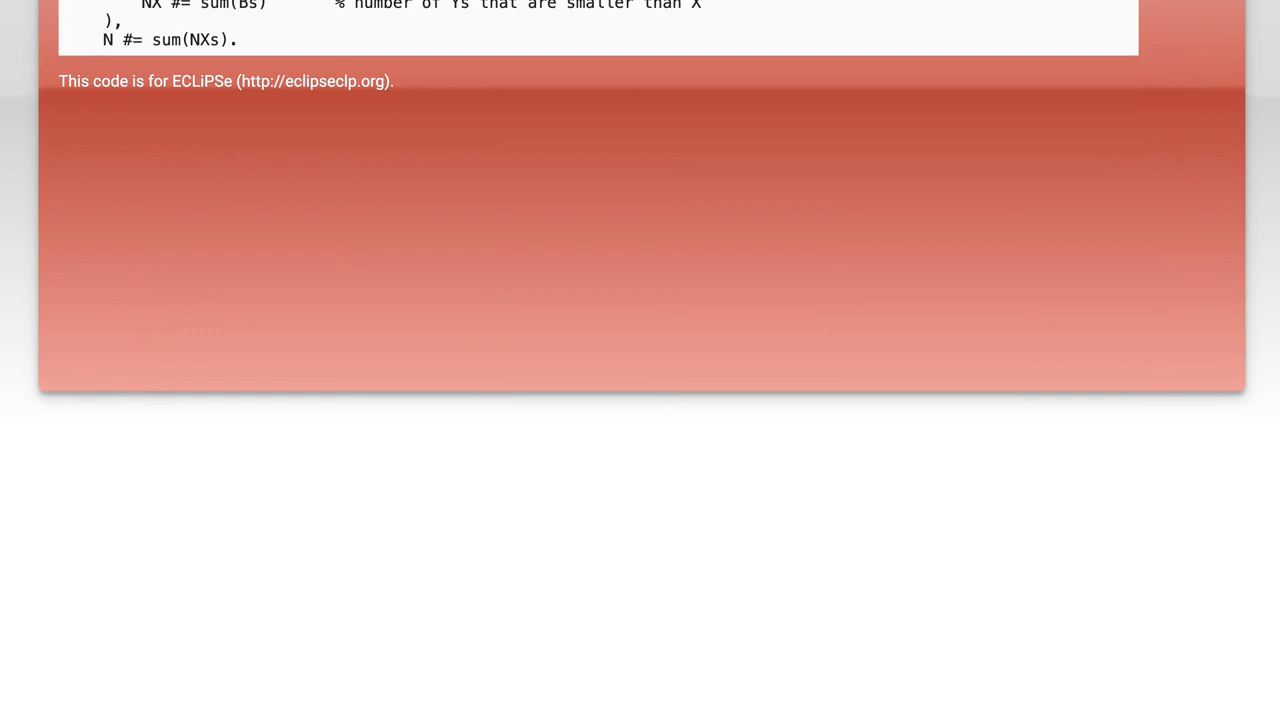 NX #= sum(Bs)       % number of Ys that are smaller than X
),
N #= sum(NXs).
This code is for ECLiPSe (http://eclipseclp.org).